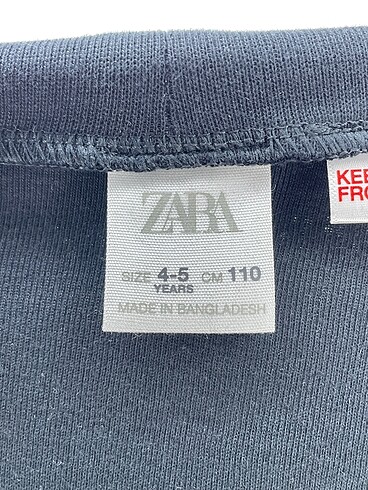 ZARA
SIZE 4-5 CM 110
YEARS
MADE IN BANGLADESH
KEE
FRO